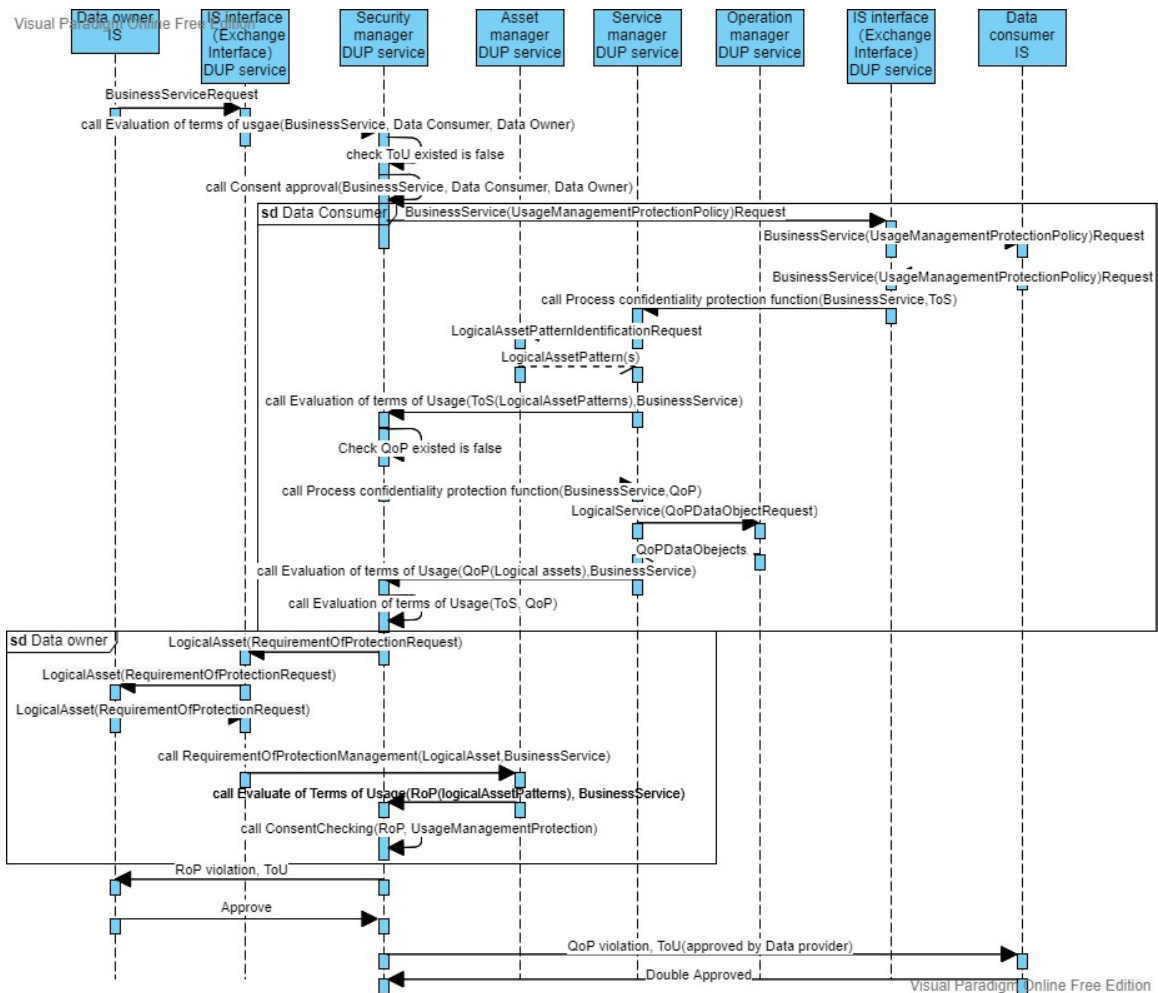 Visual Paradigm Online Free Edition
Data owner
IS
IS interface
(Exchange
Interface)
DUP service
Security
manager
DUP service
Asset
manager
DUP service
Service
manager
DUP service
Operation
manager
DUP service
IS interface
(Exchange
Interface)
DUP service
Data
consumer
IS
BusinessServiceRequest
call Evaluation of terms of usgae(BusinessService, Data Consumer, Data Owner)
check ToU existed is false
call Consent approval(BusinessService, Data Consumer, Data Owner)
sd Data Consumer
BusinessService(UsageManagementProtectionPolicy)Request
BusinessService(UsageManagementProtectionPolicy)Request
BusinessService(UsageManagementProtectionPolicy)Request
call Process confidentiality protection function(BusinessService,ToS)
LogicalAssetPatternIdentificationRequest
LogicalAssetPattern(s)
call Evaluation of terms of Usage(ToS(LogicalAssetPatterns),BusinessService)
Check QoP existed is false
call Process confidentiality protection function(BusinessService,QoP)
LogicalService(QoPDataObjectRequest)
QoPDataObejects
call Evaluation of terms of Usage(QoP(Logical assets),BusinessService)
call Evaluation of terms of Usage(ToS, QoP)
sd Data owner
LogicalAsset(RequirementOfProtectionRequest)
LogicalAsset(RequirementOfProtectionRequest)
LogicalAsset(RequirementOfProtectionRequest)
call RequirementOfProtectionManagement(LogicalAsset,BusinessService)
call Evaluate of Terms of Usage(RoP(logicalAssetPatterns), BusinessService)
call ConsentChecking(RoP, UsageManagementProtection)
RoP violation, ToU
Approve
QoP violation, ToU(approved by Data provider)
Double Approved
Visual Paradigm Online Free Edition